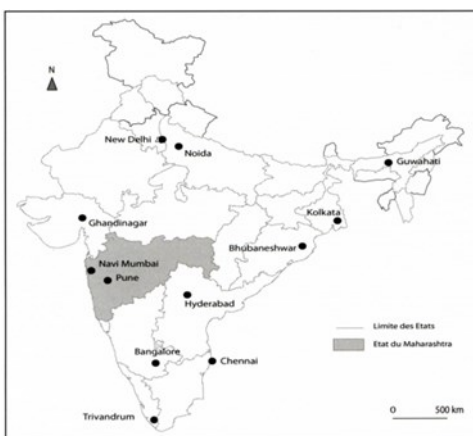 N
New Delhi
Noida
Guwahati
Ghandinagar
Kolkata
Bhubaneshwar
Navi Mumbai
Pune
Hyderabad
Limite des Etats
Etat du Maharashtra
Bangalore
Chennai
Trivandrum
0 500 km